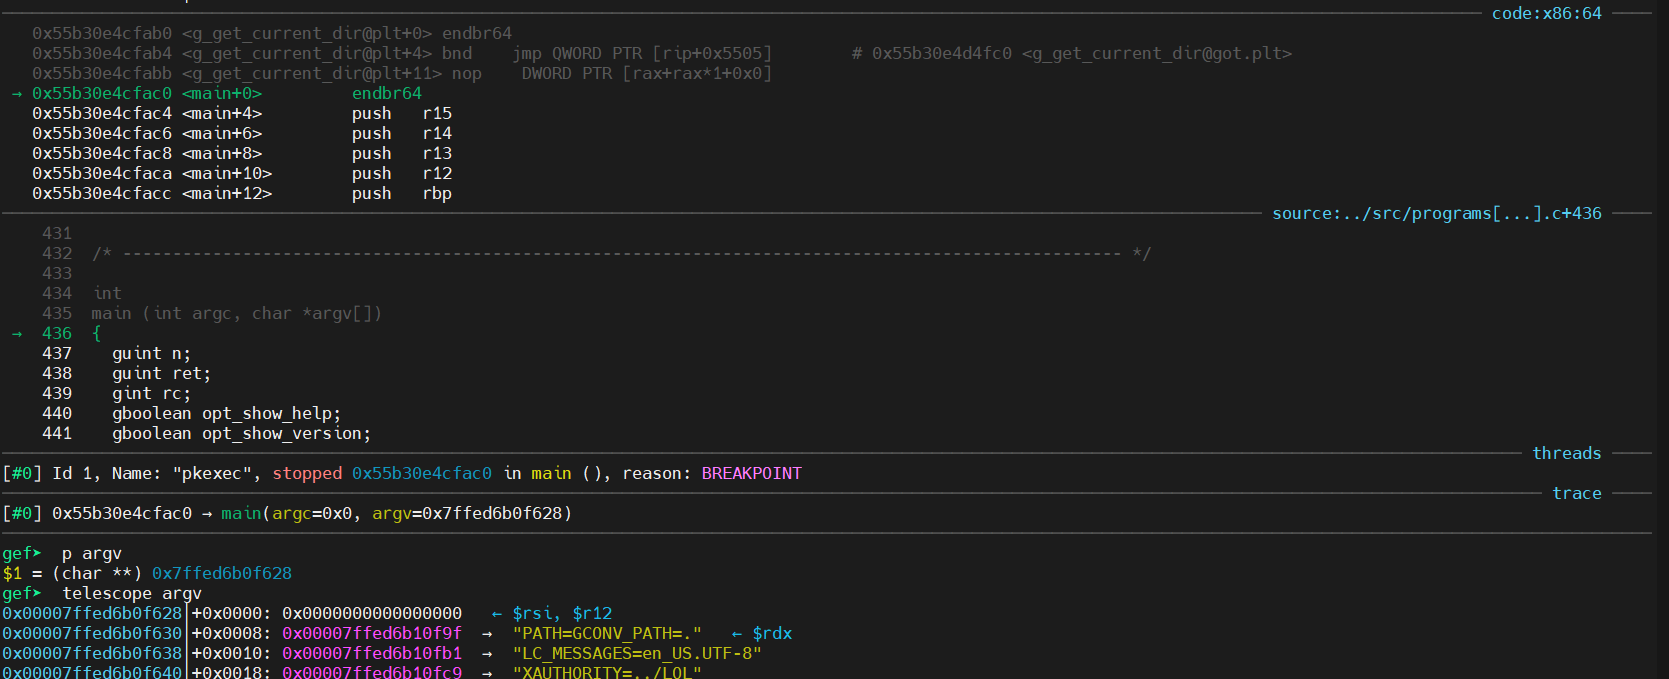 code:x86:64
0x55b30e4cfab0 <g_get_current_dir@plt+0> endbr64
0x55b30e4cfab4 <g_get_current_dir@plt+4> bnd    jmp QWORD PTR [rip+0x5505]        # 0x55b30e4d4fc0 <g_get_current_dir@got.plt>
0x55b30e4cfabb <g_get_current_dir@plt+11> nop    DWORD PTR [rax+rax*1+0x0]
→ 0x55b30e4cfac0 <main+0>         endbr64
0x55b30e4cfac4 <main+4>         push   r15
0x55b30e4cfac6 <main+6>         push   r14
0x55b30e4cfac8 <main+8>         push   r13
0x55b30e4cfaca <main+10>        push   r12
0x55b30e4cfacc <main+12>        push   rbp
source:../src/programs[...].c+436
431
432  /* ---------------------------------------------------------------------------------------------------- */
433
434  int
435  main (int argc, char *argv[])
→  436  {
437    guint n;
438    guint ret;
439    gint rc;
440    gboolean opt_show_help;
441    gboolean opt_show_version;
threads
[#0] Id 1, Name: "pkexec", stopped 0x55b30e4cfac0 in main (), reason: BREAKPOINT
trace
[#0] 0x55b30e4cfac0 → main(argc=0x0, argv=0x7ffed6b0f628)
gef➤  p argv
$1 = (char **) 0x7ffed6b0f628
gef➤  telescope argv
0x00007ffed6b0f628│+0x0000: 0x0000000000000000   ← $rsi, $r12
0x00007ffed6b0f630│+0x0008: 0x00007ffed6b10f9f  →  "PATH=GCONV_PATH=."   ← $rdx
0x00007ffed6b0f638│+0x0010: 0x00007ffed6b10fb1  →  "LC_MESSAGES=en_US.UTF-8"
0x00007ffed6b0f640│+0x0018: 0x00007ffed6b10fc9  →  "XAUTHORITY=../LOL"